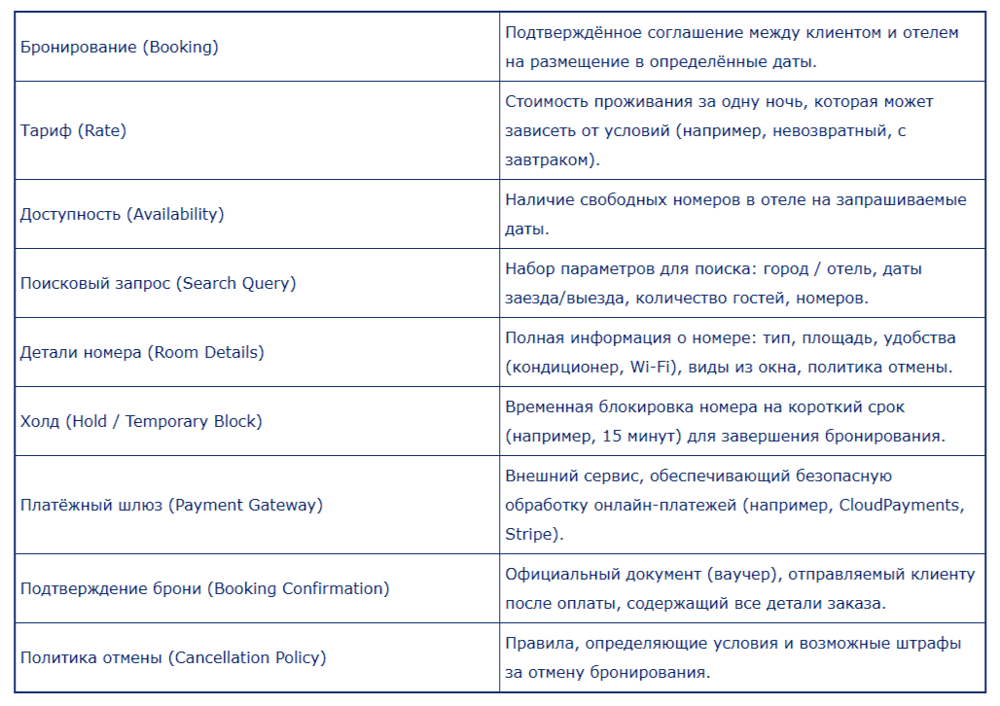 Бронирование (Booking)
Подтверждённое соглашение между клиентом и отелем
на размещение в определённые даты.
Тариф (Rate)
Стоимость проживания за одну ночь, которая может
зависеть от условий (например, невозвратный, с
завтраком).
Доступность (Availability)
Наличие свободных номеров в отеле на запрашиваемые
даты.
Поисковый запрос (Search Query)
Набор параметров для поиска: город / отель, даты
заезда/выезда, количество гостей, номеров.
Детали номера (Room Details)
Полная информация о номере: тип, площадь, удобства
(кондиционер, Wi-Fi), виды из окна, политика отмены.
Холд (Hold / Temporary Block)
Временная блокировка номера на короткий срок
(например, 15 минут) для завершения бронирования.
Платёжный шлюз (Payment Gateway)
Внешний сервис, обеспечивающий безопасную
обработку онлайн-платежей (например, CloudPayments,
Stripe).
Подтверждение брони (Booking Confirmation)
Официальный документ (ваучер), отправляемый клиенту
после оплаты, содержащий все детали заказа.
Политика отмены (Cancellation Policy)
Правила, определяющие условия и возможные штрафы
за отмену бронирования.